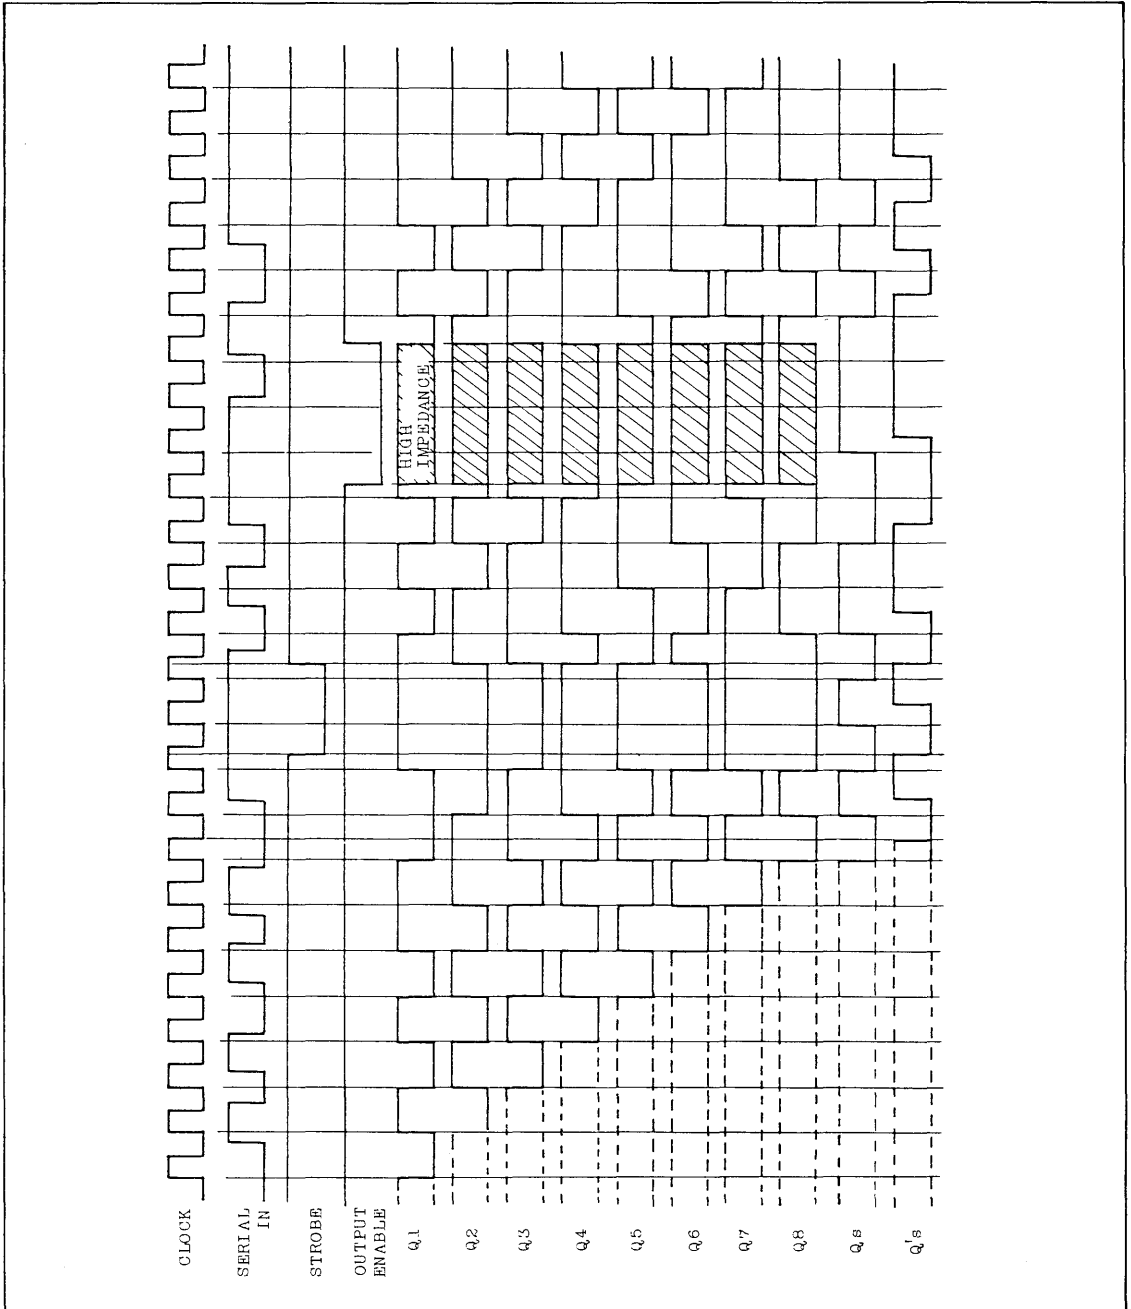 CLOCK
SERIAL
IN
STROBE
OUTPUT
ENABLE
Q1
Q2
Q3
Q4
Q5
Q6
Q7
Q8
Qs
Q's
HIGH
IMPEDANCE